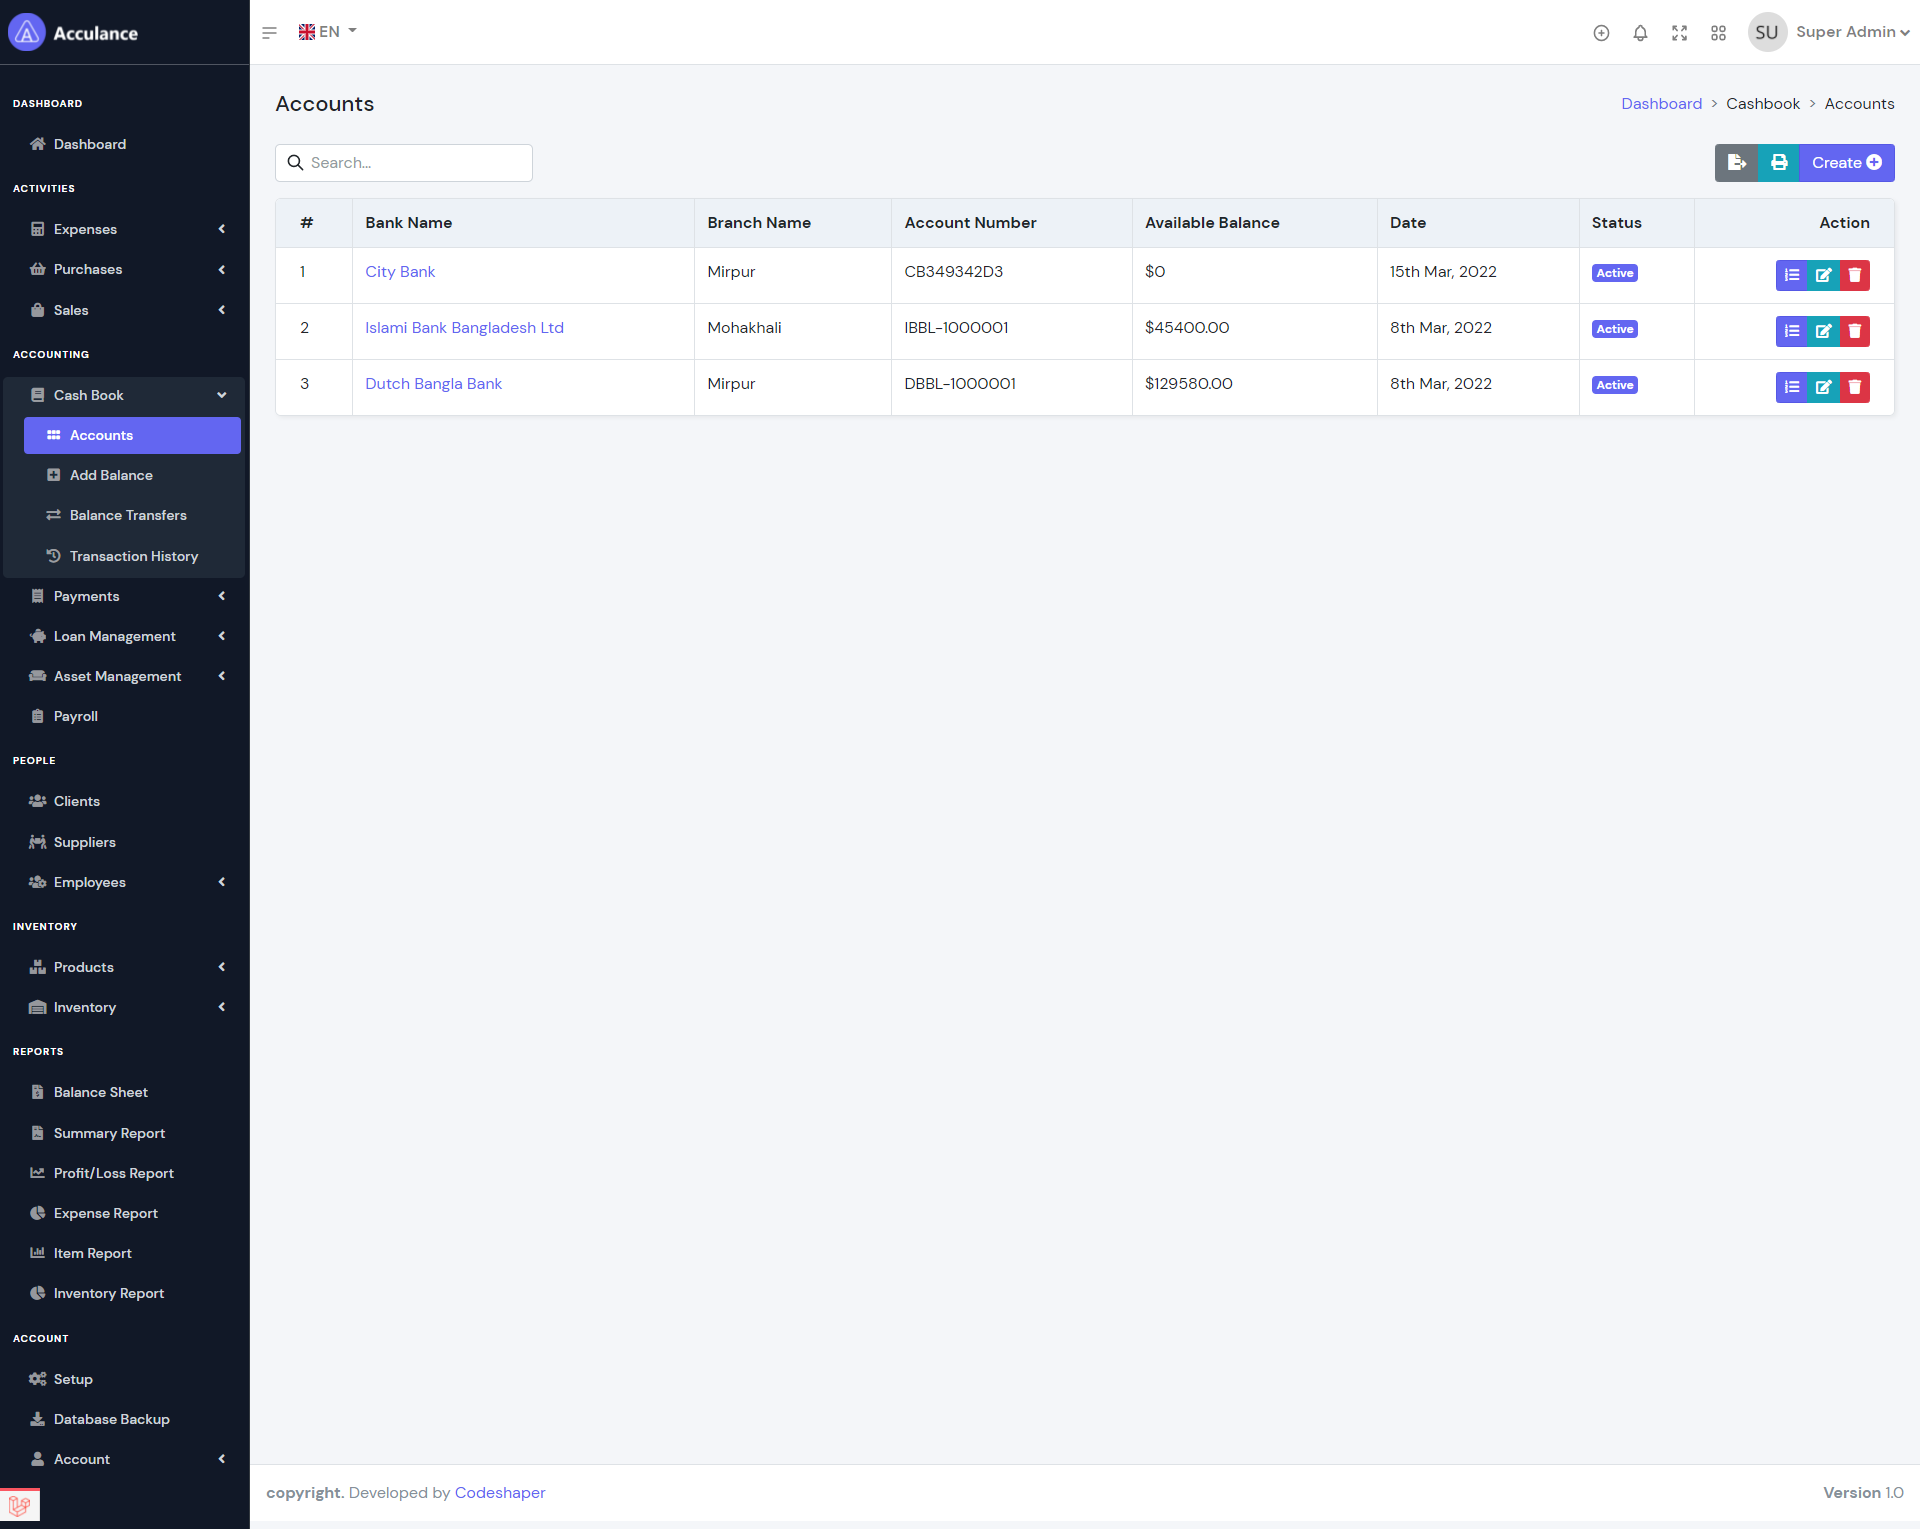 Acculance
DASHBOARD
Dashboard
ACTIVITIES
Expenses
Purchases
Sales
ACCOUNTING
Cash Book
Accounts
Add Balance
Balance Transfers
Transaction History
Payments
Loan Management
Asset Management
Payroll
PEOPLE
Clients
Suppliers
Employees
INVENTORY
Products
Inventory
REPORTS
Balance Sheet
Summary Report
Profit/Loss Report
Expense Report
Item Report
Inventory Report
ACCOUNT
Setup
Database Backup
Account
EN
SU Super Admin
Accounts
Dashboard > Cashbook > Accounts
Search...
Create
# Bank Name Branch Name Account Number Available Balance Date Status Action
1 City Bank Mirpur CB349342D3 $0 15th Mar, 2022 Active
2 Islami Bank Bangladesh Ltd Mohakhali IBBL-1000001 $45400.00 8th Mar, 2022 Active
3 Dutch Bangla Bank Mirpur DBBL-1000001 $129580.00 8th Mar, 2022 Active
copyright. Developed by Codeshaper
Version 1.0